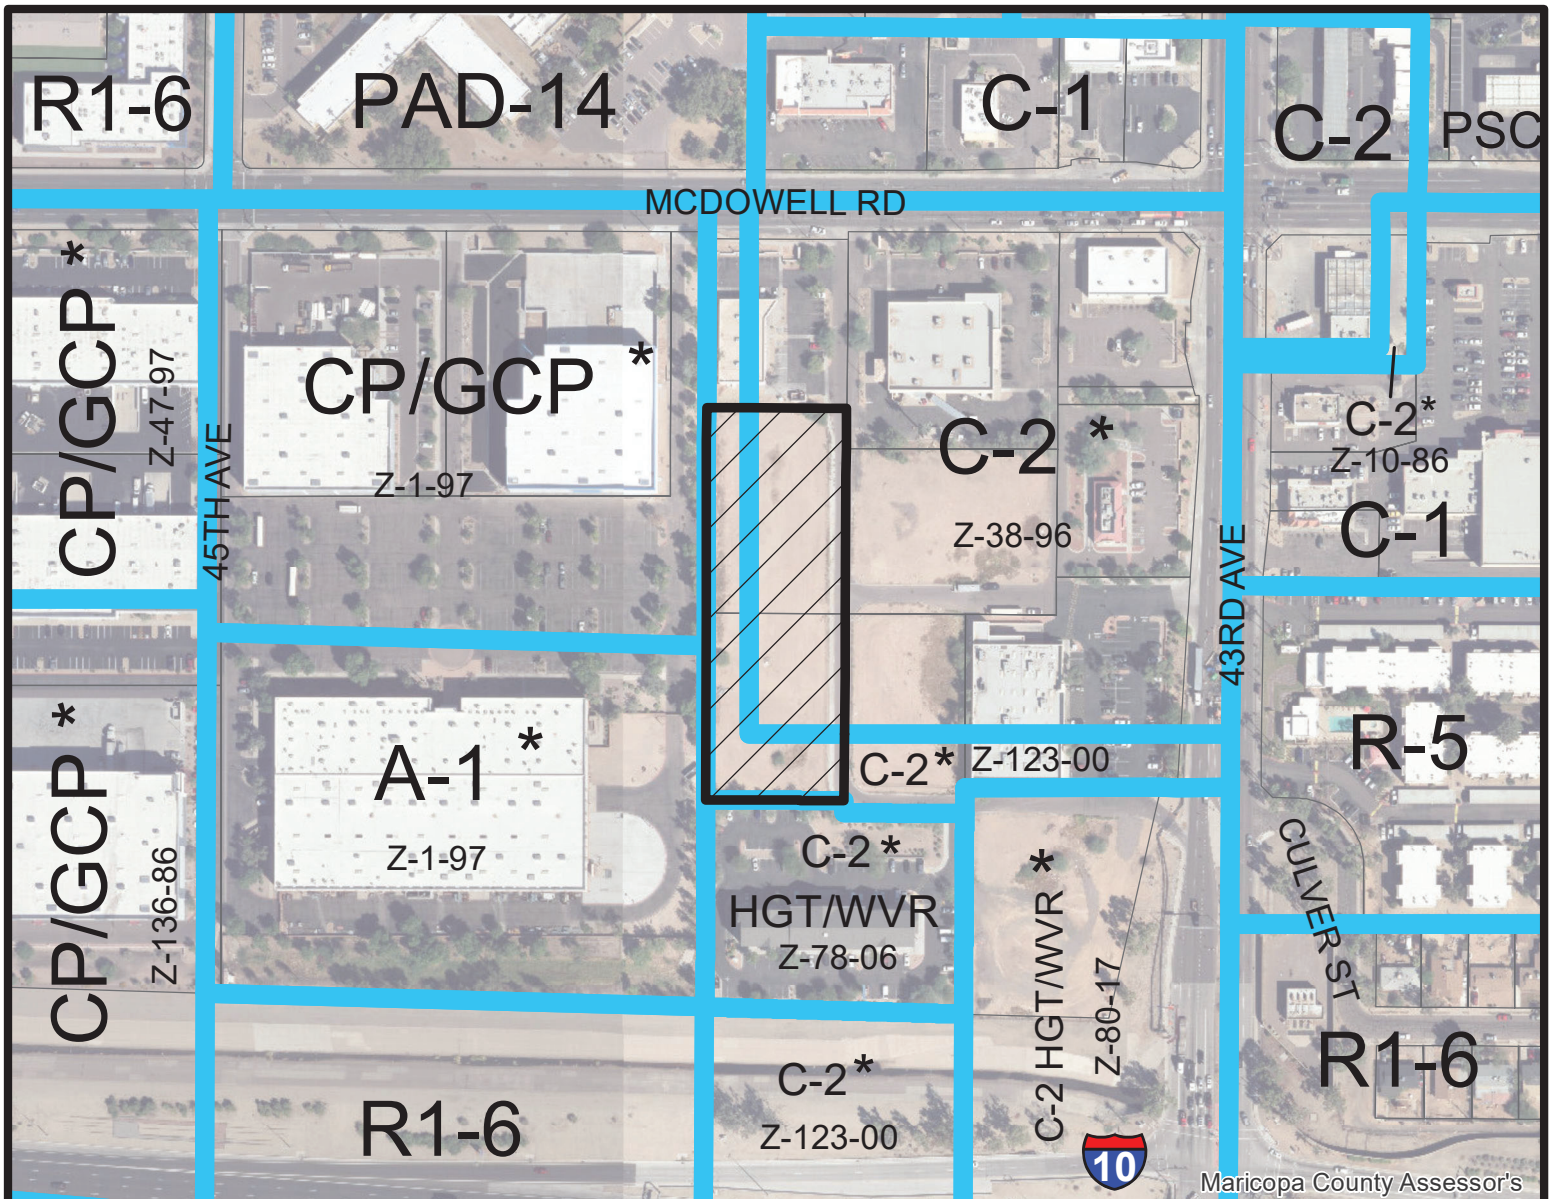 R1-6
PAD-14
C-1
C-2
PSC
MCDOWELL RD
CP/GCP *
Z-47-97
45TH AVE
CP/GCP *
Z-1-97
C-2 *
Z-38-96
C-2*
Z-10-86
C-1
43RD AVE
CP/GCP *
Z-136-86
A-1 *
Z-1-97
C-2*
Z-123-00
R-5
C-2 *
HGT/WVR
Z-78-06
C-2 HGT/WVR *
Z-80-17
CULVER ST
R1-6
R1-6
C-2*
Z-123-00
10
Maricopa County Assessor's